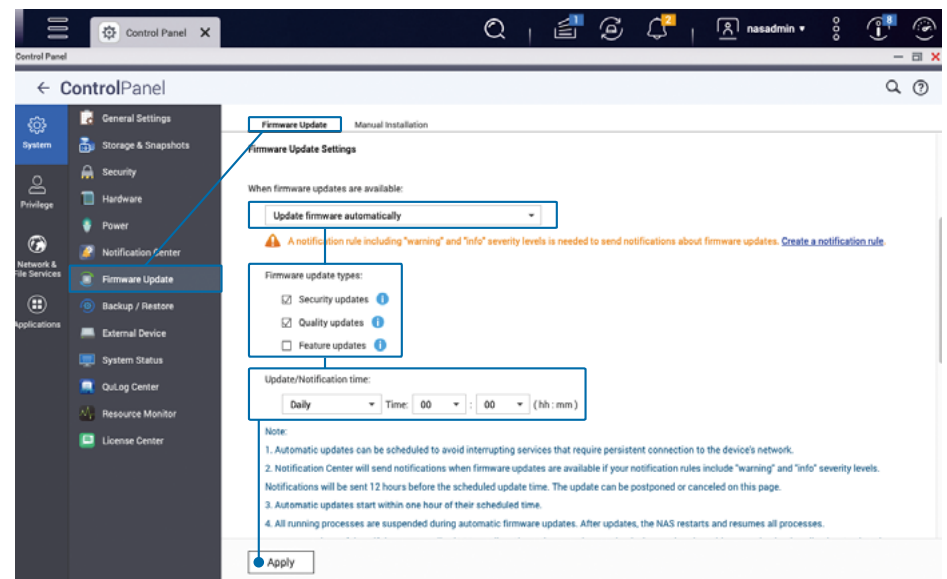 Control Panel X
1
2
nasadmin
8
Control Panel
ControlPanel
System
Privilege
Network &
File Services
Applications
General Settings
Storage & Snapshots
Security
Hardware
Power
Notification Center
Firmware Update
Backup / Restore
External Device
System Status
QuLog Center
Resource Monitor
License Center
Firmware Update Manual Installation
Firmware Update Settings
When firmware updates are available:
Update firmware automatically
A notification rule including "warning" and "info" severity levels is needed to send notifications about firmware updates. Create a notification rule.
Firmware update types:
Security updates
Quality updates
Feature updates
Update/Notification time:
Daily Time: 00 : 00 (hh : mm)
Note:
1. Automatic updates can be scheduled to avoid interrupting services that require persistent connection to the device's network.
2. Notification Center will send notifications when firmware updates are available if your notification rules include "warning" and "info" severity levels.
Notifications will be sent 12 hours before the scheduled update time. The update can be postponed or canceled on this page.
3. Automatic updates start within one hour of their scheduled time.
4. All running processes are suspended during automatic firmware updates. After updates, the NAS restarts and resumes all processes.
Apply